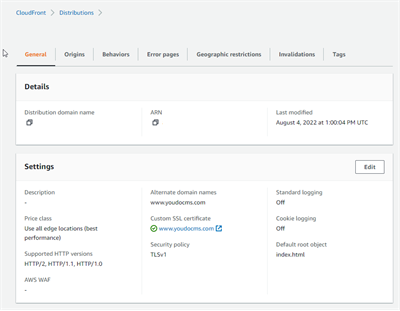 CloudFront > Distributions >
General Origins Behaviors Error pages Geographic restrictions Invalidations Tags
Details
Distribution domain name
ARN
Last modified
August 4, 2022 at 1:00:04 PM UTC
Settings
Edit
Description
-
Price class
Use all edge locations (best
performance)
Supported HTTP versions
HTTP/2, HTTP/1.1, HTTP/1.0
AWS WAF
-
Alternate domain names
www.youdocms.com
Custom SSL certificate
www.youdocms.com
Security policy
TLSv1
Standard logging
Off
Cookie logging
Off
Default root object
index.html